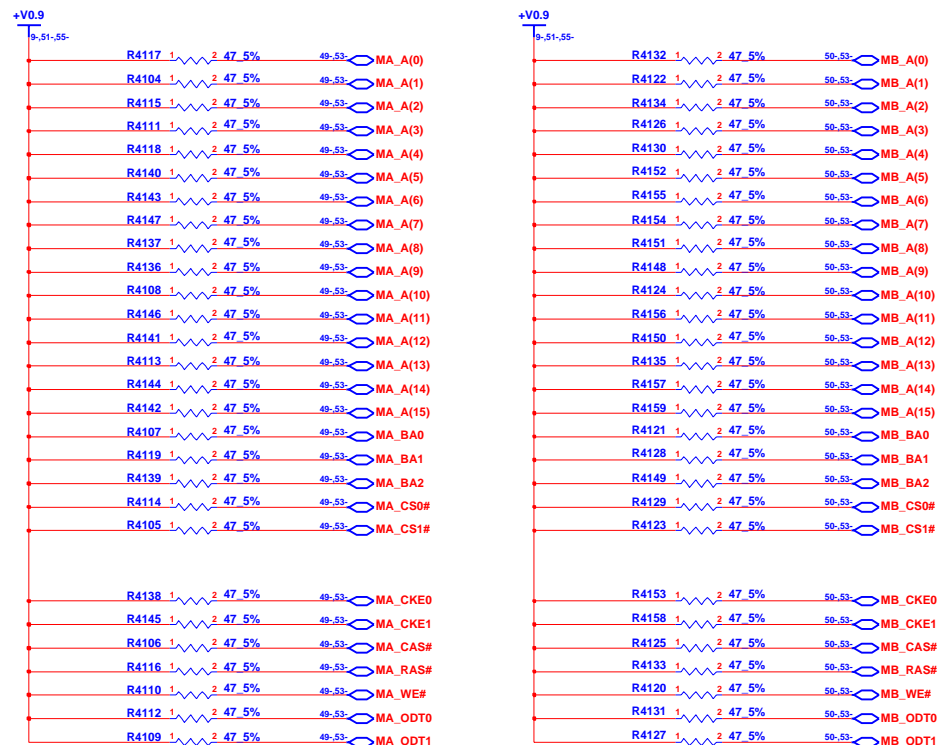 +V0.9
9-,51-,55-
R4117 1 2 47_5% 49-,53- MA_A(0)
R4104 1 2 47_5% 49-,53- MA_A(1)
R4115 1 2 47_5% 49-,53- MA_A(2)
R4111 1 2 47_5% 49-,53- MA_A(3)
R4118 1 2 47_5% 49-,53- MA_A(4)
R4140 1 2 47_5% 49-,53- MA_A(5)
R4143 1 2 47_5% 49-,53- MA_A(6)
R4147 1 2 47_5% 49-,53- MA_A(7)
R4137 1 2 47_5% 49-,53- MA_A(8)
R4136 1 2 47_5% 49-,53- MA_A(9)
R4108 1 2 47_5% 49-,53- MA_A(10)
R4146 1 2 47_5% 49-,53- MA_A(11)
R4141 1 2 47_5% 49-,53- MA_A(12)
R4113 1 2 47_5% 49-,53- MA_A(13)
R4144 1 2 47_5% 49-,53- MA_A(14)
R4142 1 2 47_5% 49-,53- MA_A(15)
R4107 1 2 47_5% 49-,53- MA_BA0
R4119 1 2 47_5% 49-,53- MA_BA1
R4139 1 2 47_5% 49-,53- MA_BA2
R4114 1 2 47_5% 49-,53- MA_CS0#
R4105 1 2 47_5% 49-,53- MA_CS1#
R4138 1 2 47_5% 49-,53- MA_CKE0
R4145 1 2 47_5% 49-,53- MA_CKE1
R4106 1 2 47_5% 49-,53- MA_CAS#
R4116 1 2 47_5% 49-,53- MA_RAS#
R4110 1 2 47_5% 49-,53- MA_WE#
R4112 1 2 47_5% 49-,53- MA_ODT0
R4109 1 2 47_5% 49-,53- MA_ODT1
+V0.9
9-,51-,55-
R4132 1 2 47_5% 50-,53- MB_A(0)
R4122 1 2 47_5% 50-,53- MB_A(1)
R4134 1 2 47_5% 50-,53- MB_A(2)
R4126 1 2 47_5% 50-,53- MB_A(3)
R4130 1 2 47_5% 50-,53- MB_A(4)
R4152 1 2 47_5% 50-,53- MB_A(5)
R4155 1 2 47_5% 50-,53- MB_A(6)
R4154 1 2 47_5% 50-,53- MB_A(7)
R4151 1 2 47_5% 50-,53- MB_A(8)
R4148 1 2 47_5% 50-,53- MB_A(9)
R4124 1 2 47_5% 50-,53- MB_A(10)
R4156 1 2 47_5% 50-,53- MB_A(11)
R4150 1 2 47_5% 50-,53- MB_A(12)
R4135 1 2 47_5% 50-,53- MB_A(13)
R4157 1 2 47_5% 50-,53- MB_A(14)
R4159 1 2 47_5% 50-,53- MB_A(15)
R4121 1 2 47_5% 50-,53- MB_BA0
R4128 1 2 47_5% 50-,53- MB_BA1
R4149 1 2 47_5% 50-,53- MB_BA2
R4129 1 2 47_5% 50-,53- MB_CS0#
R4123 1 2 47_5% 50-,53- MB_CS1#
R4153 1 2 47_5% 50-,53- MB_CKE0
R4158 1 2 47_5% 50-,53- MB_CKE1
R4125 1 2 47_5% 50-,53- MB_CAS#
R4133 1 2 47_5% 50-,53- MB_RAS#
R4120 1 2 47_5% 50-,53- MB_WE#
R4131 1 2 47_5% 50-,53- MB_ODT0
R4127 1 2 47_5% 50-,53- MB_ODT1